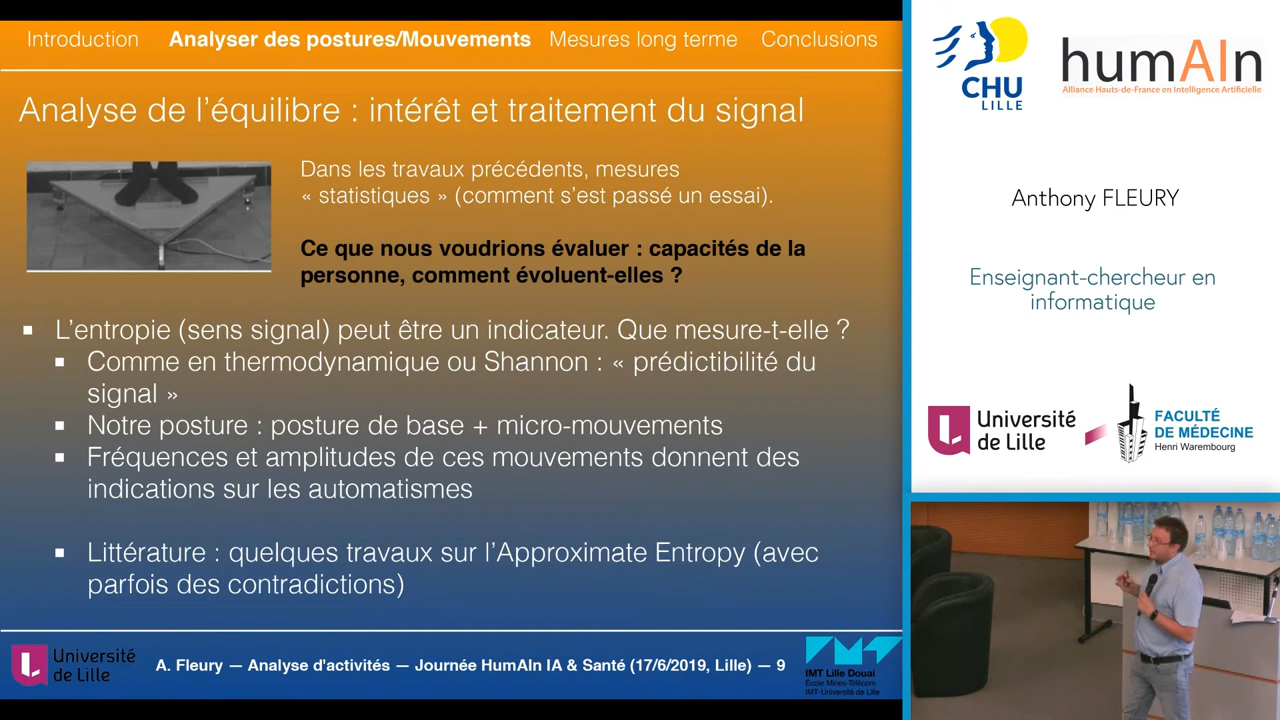 Introduction Analyser des postures/Mouvements Mesures long terme Conclusions
Analyse de l'équilibre : intérêt et traitement du signal
Dans les travaux précédents, mesures
« statistiques » (comment s'est passé un essai).
Ce que nous voudrions évaluer : capacités de la
personne, comment évoluent-elles ?
L'entropie (sens signal) peut être un indicateur. Que mesure-t-elle ?
Comme en thermodynamique ou Shannon : « prédictibilité du
signal »
Notre posture : posture de base + micro-mouvements
Fréquences et amplitudes de ces mouvements donnent des
indications sur les automatismes
Littérature : quelques travaux sur l'Approximate Entropy (avec
parfois des contradictions)
Université
de Lille
A. Fleury — Analyse d'activités — Journée HumAIn IA & Santé (17/6/2019, Lille) — 9
IMT Lille Douai
École Mines-Télécom
IMT-Université de Lille
CHU
LILLE
humAIn
Alliance Hauts-de-France en Intelligence Artificielle
Anthony FLEURY
Enseignant-chercheur en
informatique
Université
de Lille
FACULTÉ
DE MÉDECINE
Henri Warembourg